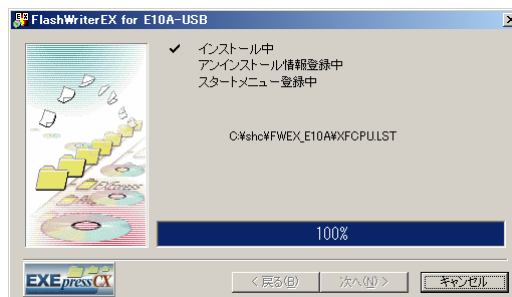 FlashWriterEX for E10A-USB
✔ インストール中
アンインストール情報登録中
スタートメニュー登録中
C:¥shc¥FWEX_E10A¥XFCPU.LST
100%
EXEpressCX
< 戻る(B)
次へ(N) >
キャンセル